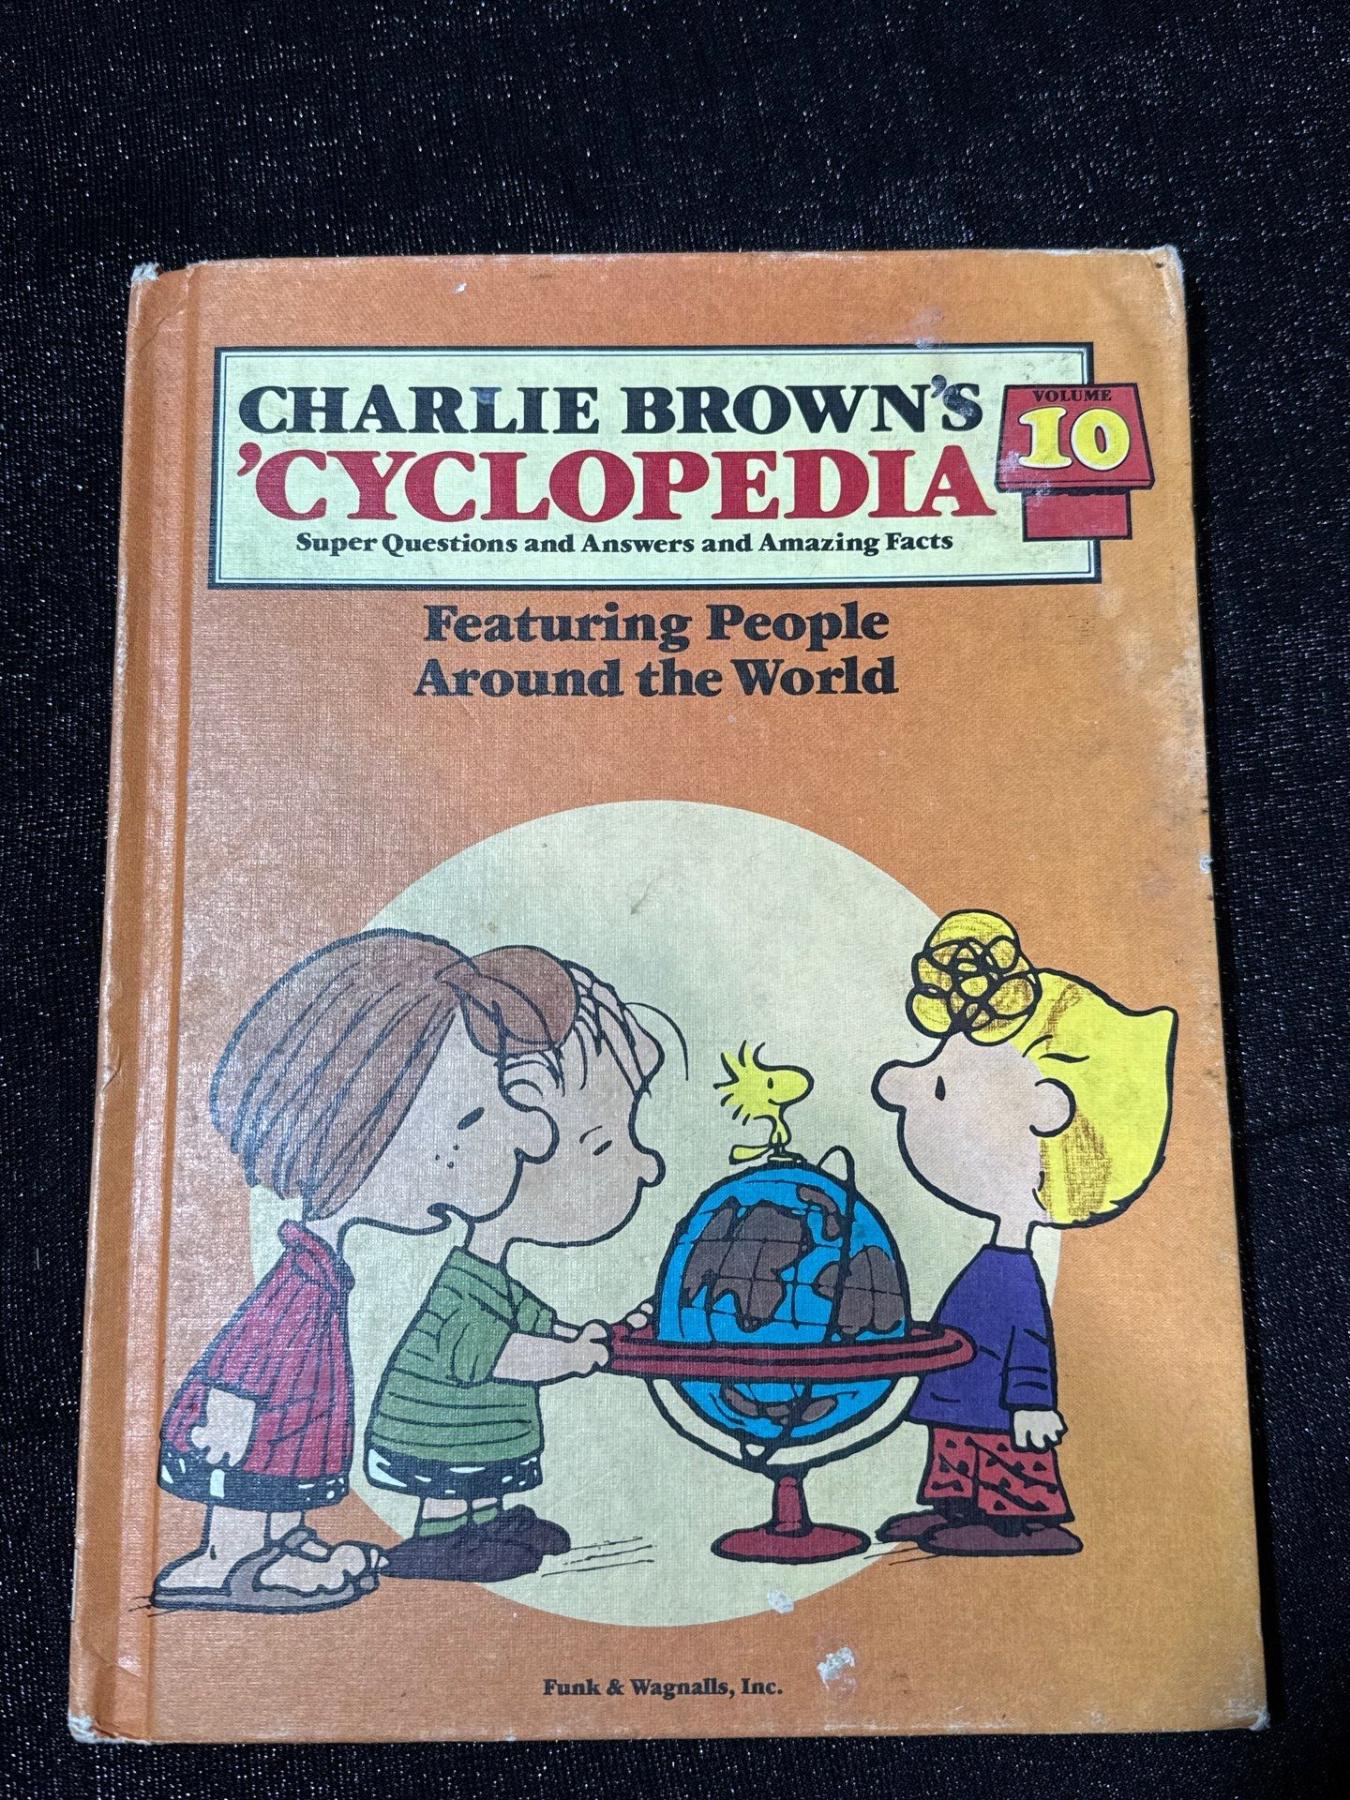 CHARLIE BROWN'S
'CYCLOPEDIA
Super Questions and Answers and Amazing Facts
VOLUME
10
Featuring People
Around the World
Funk & Wagnalls, Inc.